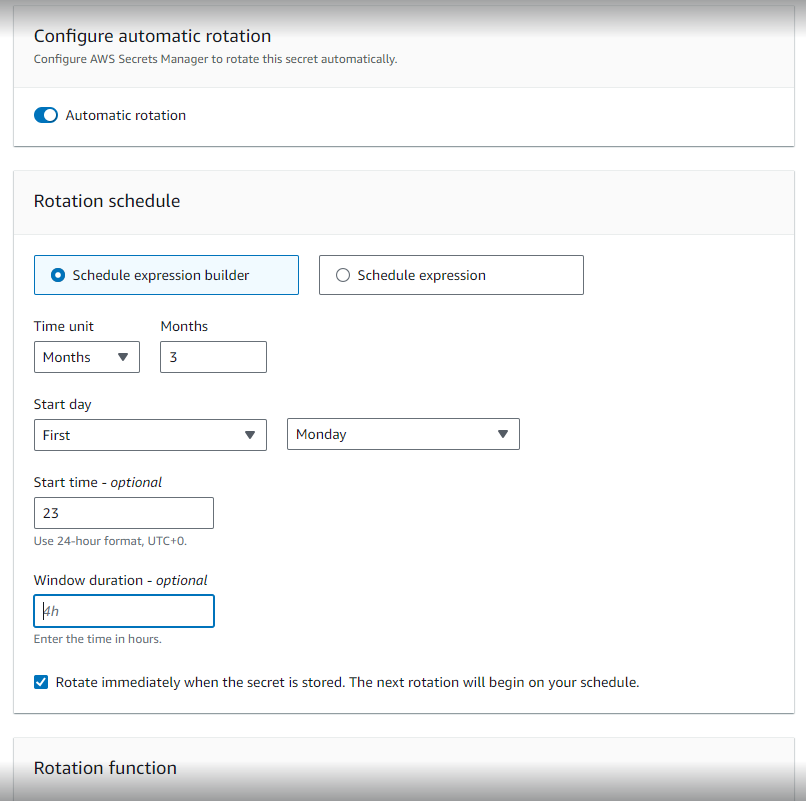 Configure automatic rotation
Configure AWS Secrets Manager to rotate this secret automatically.
Automatic rotation
Rotation schedule
Schedule expression builder Schedule expression
Time unit Months
Months 3
Start day
First Monday
Start time - optional
23
Use 24-hour format, UTC+0.
Window duration - optional
4h
Enter the time in hours.
Rotate immediately when the secret is stored. The next rotation will begin on your schedule.
Rotation function